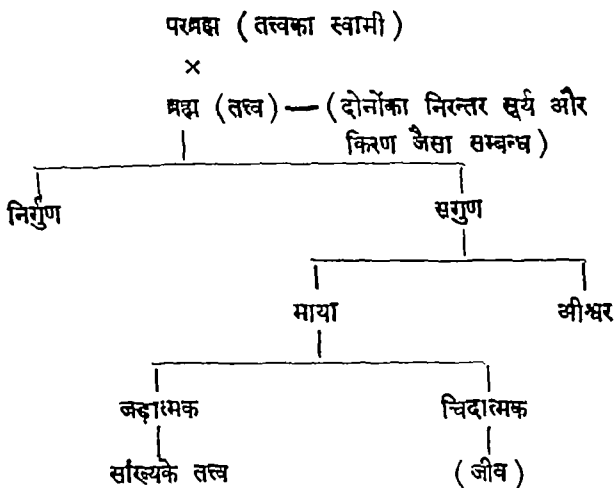 परब्रह्म (तत्त्वका स्वामी)
×
ब्रह्म (तत्त्व) — (दोनोंका निरन्तर सूर्य और
किरण जैसा सम्बन्ध)
निर्गुण सगुण
माया अीश्वर
जड़ात्मक चिदात्मक
सांख्यके तत्त्व (जीव)